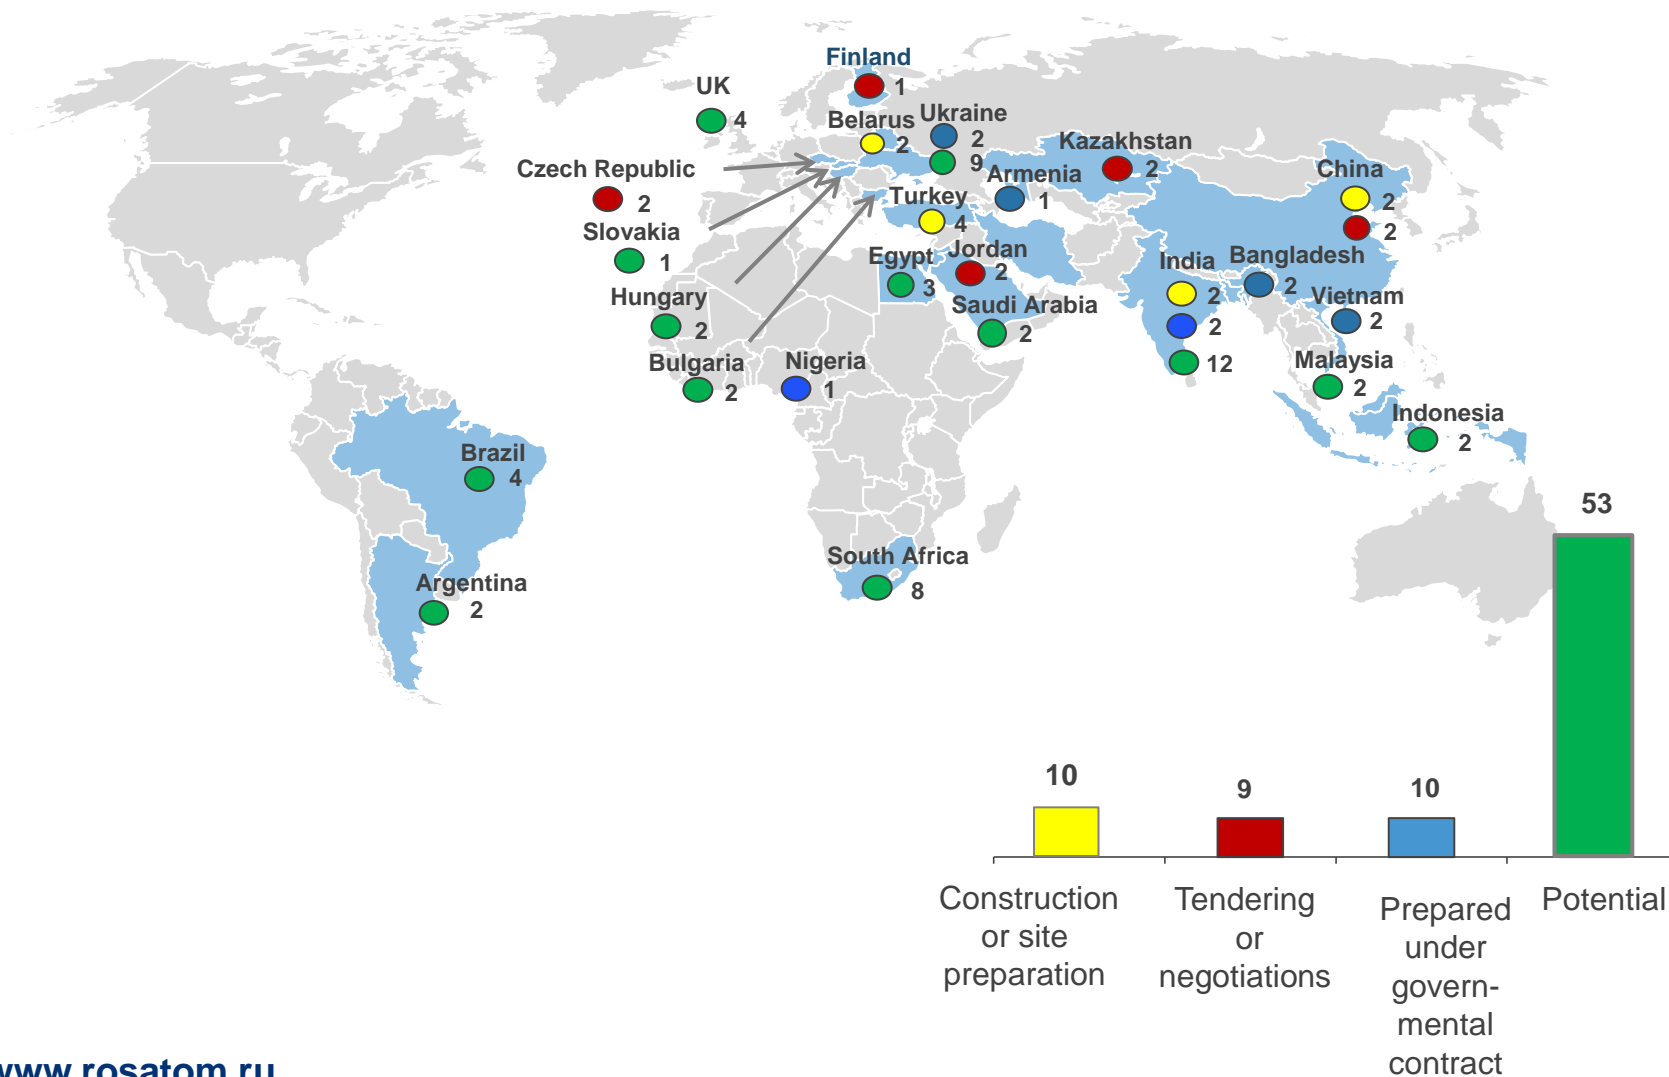 Finland
1
UK
4
Belarus
2
Ukraine
2
9
Kazakhstan
2
Czech Republic
2
Armenia
1
China
2
2
Turkey
4
Slovakia
1
Egypt
3
Jordan
2
India
2
2
12
Bangladesh
2
Hungary
2
Saudi Arabia
2
Vietnam
2
Bulgaria
2
Nigeria
1
Malaysia
2
Indonesia
2
Brazil
4
South Africa
8
Argentina
2
53
10
9
10
Construction
or site
preparation
Tendering
or
negotiations
Prepared
under
govern-
mental
contract
Potential
www.rosatom.ru